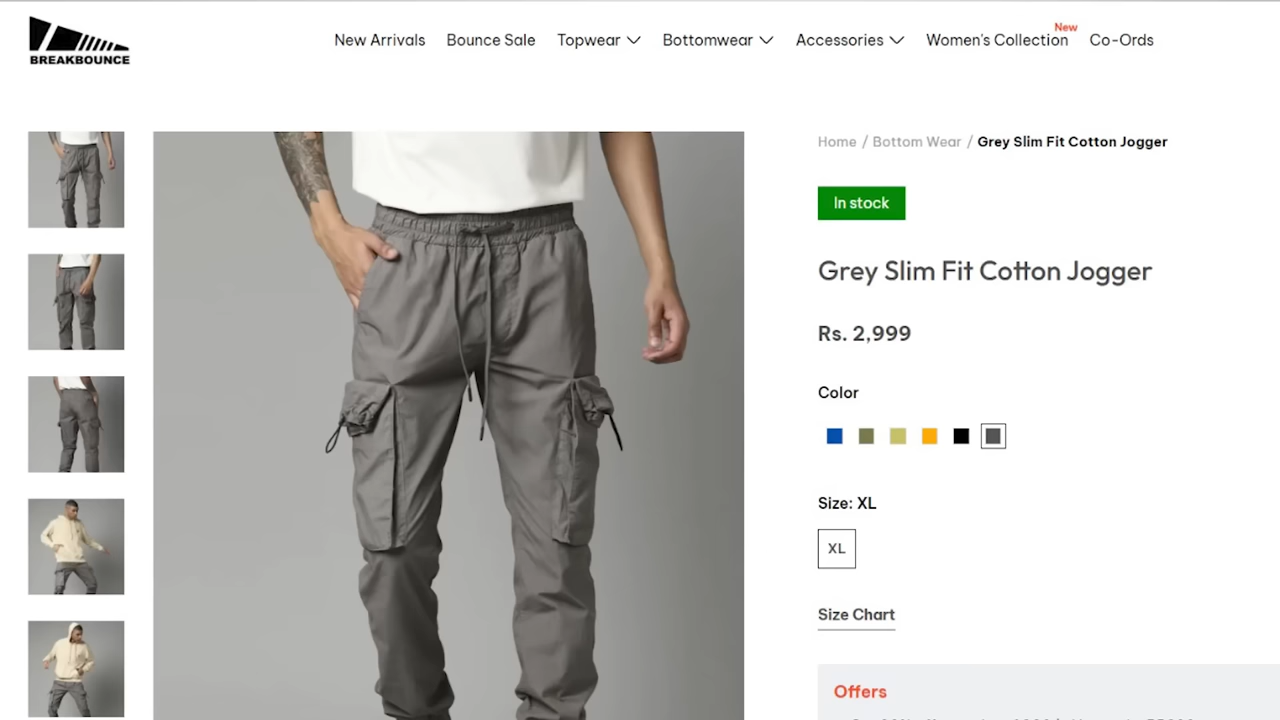 BREAKBOUNCE
New Arrivals
Bounce Sale
Topwear
Bottomwear
Accessories
Women's Collection
New
Co-Ords
Home / Bottom Wear / Grey Slim Fit Cotton Jogger
In stock
Grey Slim Fit Cotton Jogger
Rs. 2,999
Color
Size: XL
XL
Size Chart
Offers